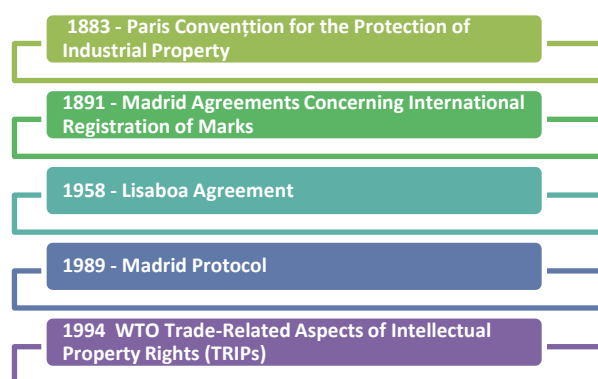 1883 - Paris Convențtion for the Protection of
Industrial Property
1891 - Madrid Agreements Concerning International
Registration of Marks
1958 - Lisaboa Agreement
1989 - Madrid Protocol
1994  WTO Trade-Related Aspects of Intellectual
Property Rights (TRIPs)